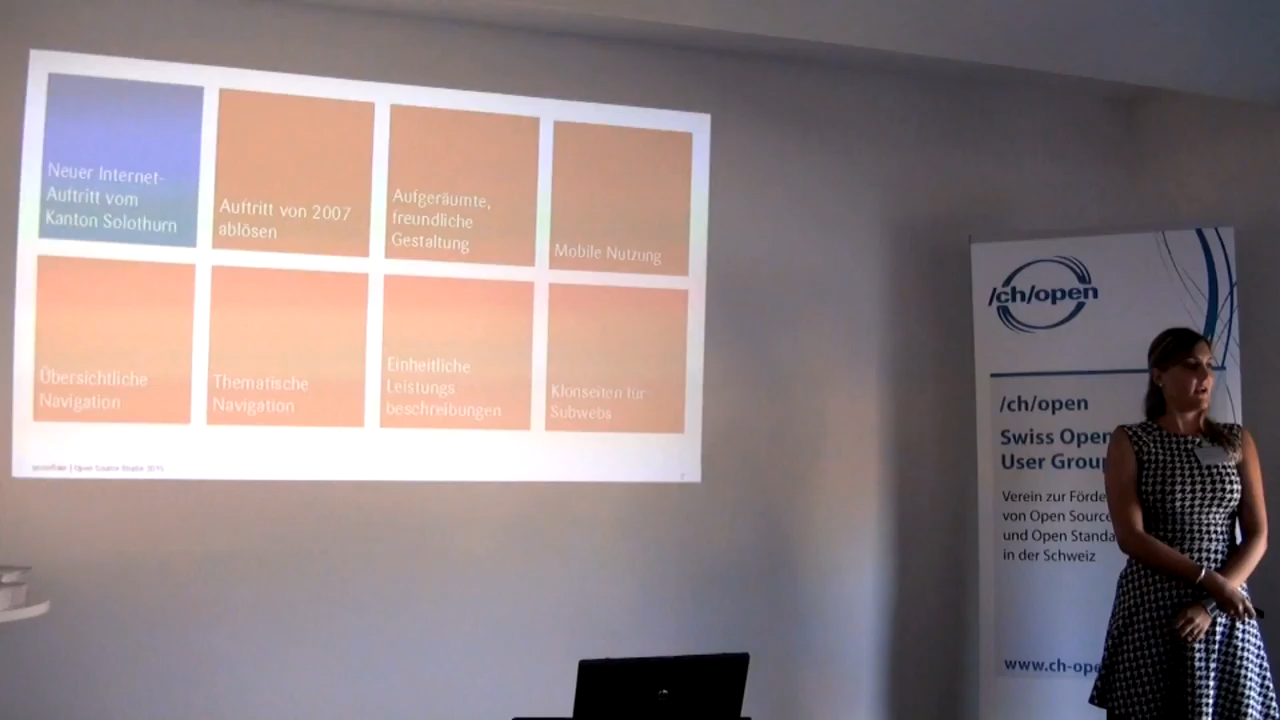 Neuer Internet-
Auftritt vom
Kanton Solothurn
Auftritt von 2007
ablösen
Aufgeräumte,
freundliche
Gestaltung
Mobile Nutzung
Übersichtliche
Navigation
Thematische
Navigation
Einheitliche
Leistungs
beschreibungen
Klonseiten für
Subwebs
| Open Source
/ch/open
/ch/open
Swiss Open
User Group
Verein zur Förde
von Open Source
und Open Standa
in der Schweiz
www.ch-ope